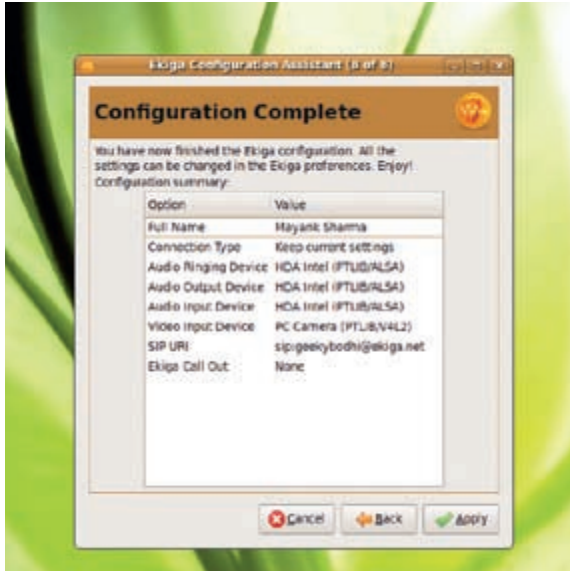 Ekiga Configuration Assistant (8 of 8)
Configuration Complete
You have now finished the Ekiga configuration. All the
settings can be changed in the Ekiga preferences. Enjoy!
Configuration summary:
Option Value
Full Name Mayank Sharma
Connection Type Keep current settings
Audio Ringing Device HDA Intel (PTLIB/ALSA)
Audio Output Device HDA Intel (PTLIB/ALSA)
Audio Input Device HDA Intel (PTLIB/ALSA)
Video Input Device PC Camera (PTLIB/V4L2)
SIP URI sip:geekybodhi@ekiga.net
Ekiga Call Out None
Cancel Back Apply